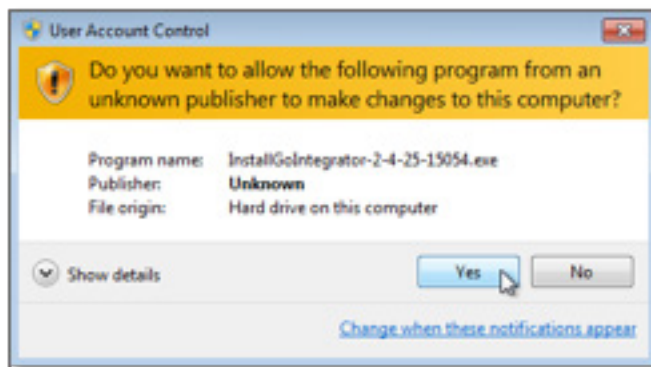 User Account Control
Do you want to allow the following program from an
unknown publisher to make changes to this computer?
Program name: InstallGoIntegrator-2-4-25-15054.exe
Publisher: Unknown
File origin: Hard drive on this computer
Show details Yes No
Change when these notifications appear